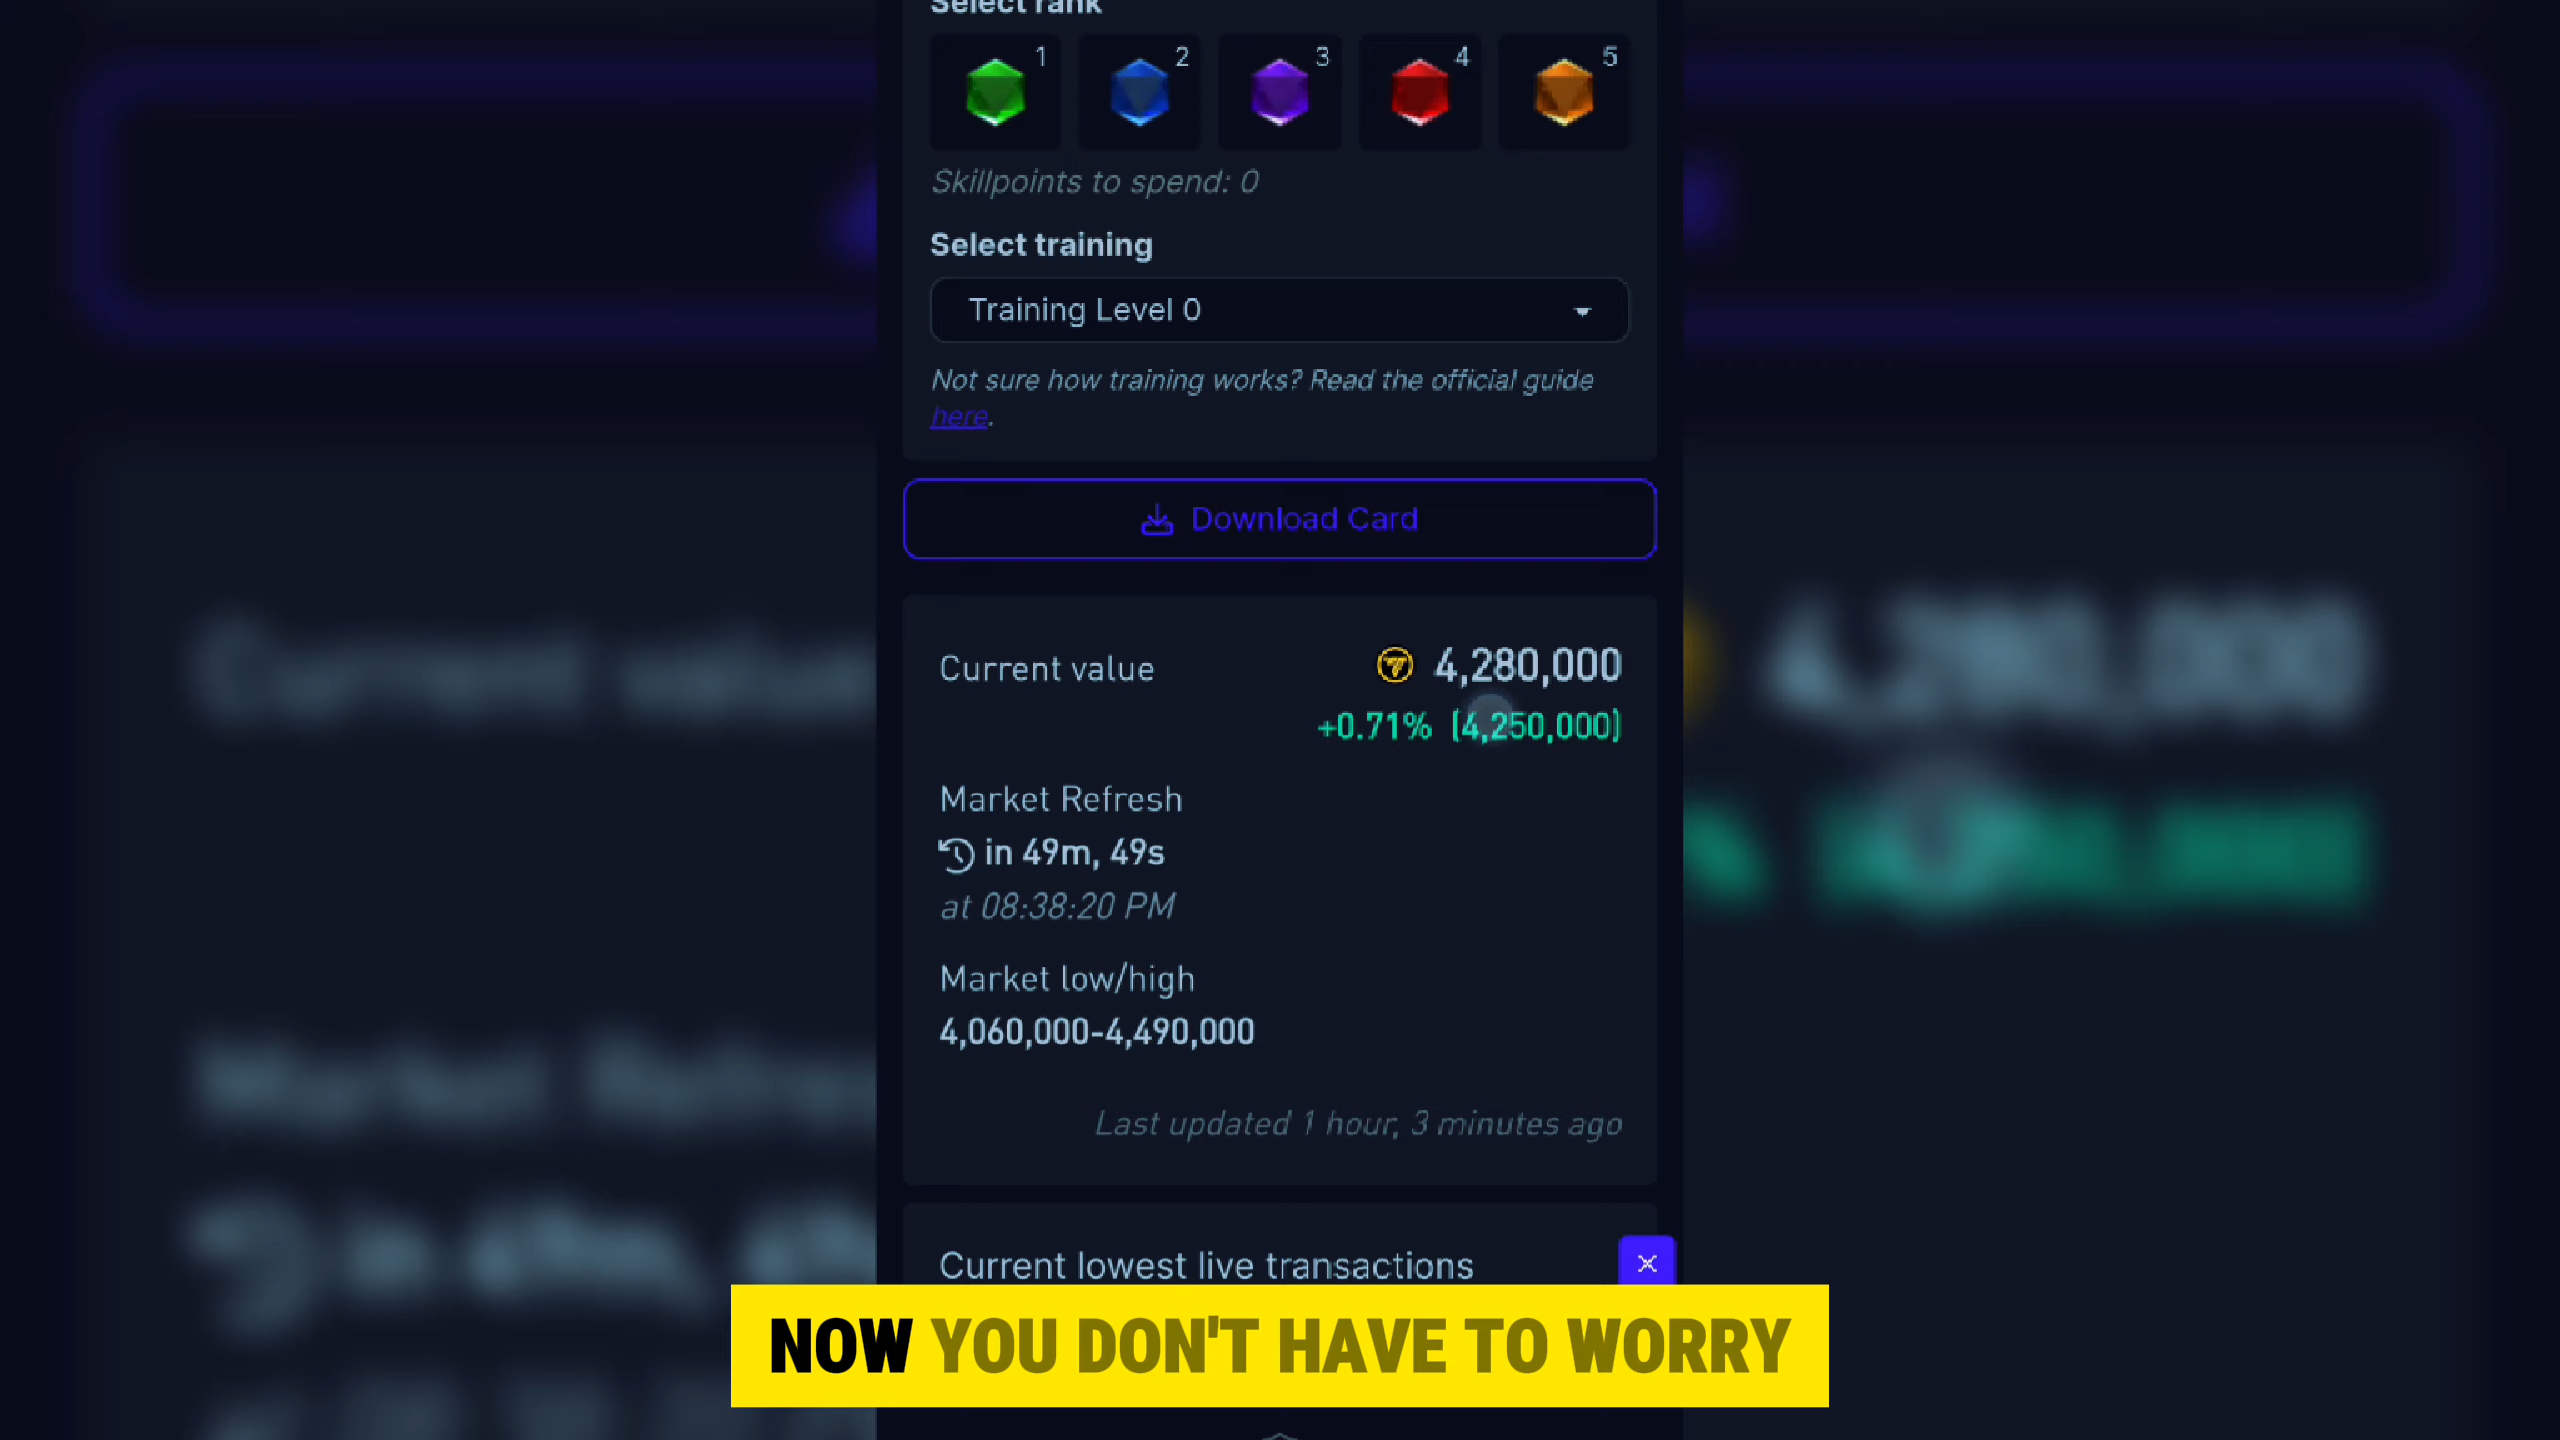 Select rank
1 2 3 4 5
Skillpoints to spend: 0
Select training
Training Level 0
Not sure how training works? Read the official guide
here.
Download Card
Current value 4,280,000
+0.71% (4,250,000)
Market Refresh
in 49m, 49s
at 08:38:20 PM
Market low/high
4,060,000-4,490,000
Last updated 1 hour, 3 minutes ago
Current lowest live transactions
NOW YOU DON'T HAVE TO WORRY